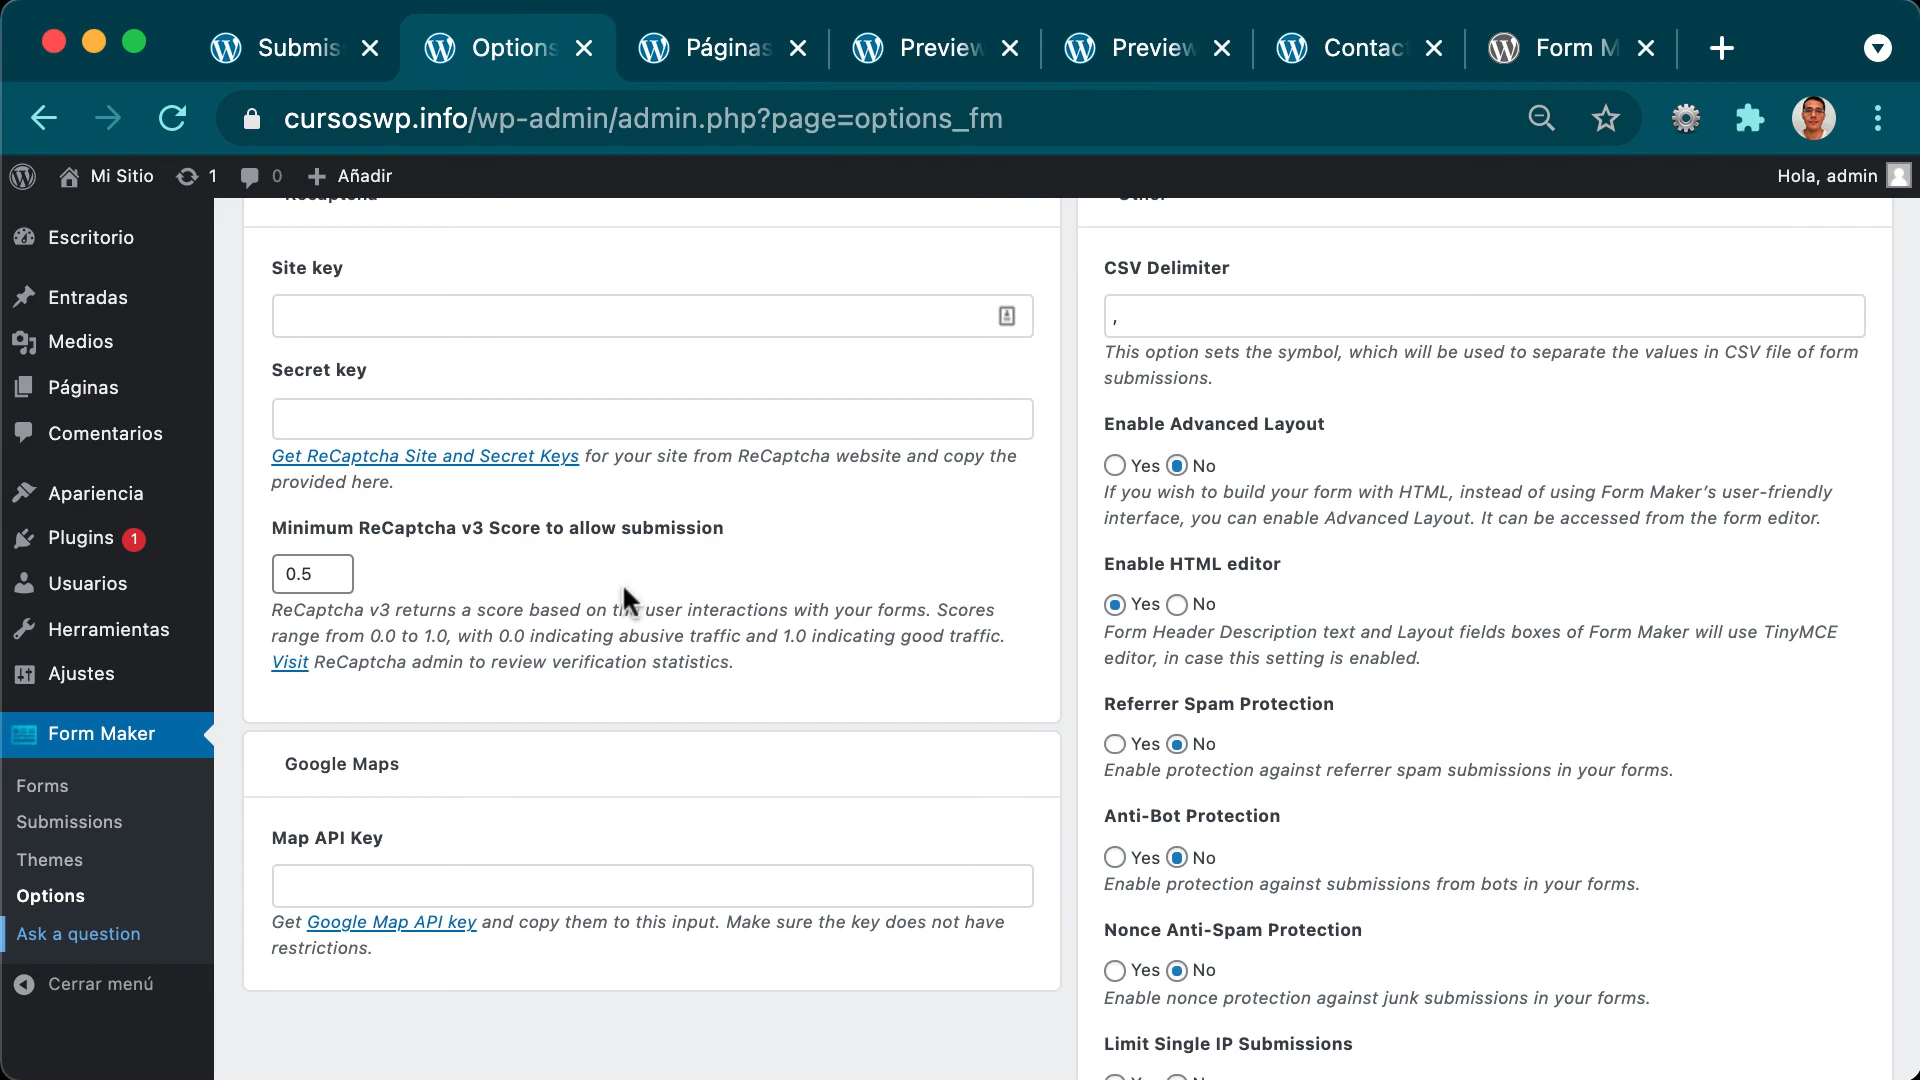 Submis
Options
Páginas
Preview
Preview
Contac
Form M
cursoswp.info/wp-admin/admin.php?page=options_fm
Mi Sitio
1
0
Añadir
Hola, admin
Escritorio
Entradas
Medios
Páginas
Comentarios
Apariencia
Plugins 1
Usuarios
Herramientas
Ajustes
Form Maker
Forms
Submissions
Themes
Options
Ask a question
Cerrar menú
Site key
Secret key
Get ReCaptcha Site and Secret Keys for your site from ReCaptcha website and copy the
provided here.
Minimum ReCaptcha v3 Score to allow submission
0.5
ReCaptcha v3 returns a score based on the user interactions with your forms. Scores
range from 0.0 to 1.0, with 0.0 indicating abusive traffic and 1.0 indicating good traffic.
Visit ReCaptcha admin to review verification statistics.
Google Maps
Map API Key
Get Google Map API key and copy them to this input. Make sure the key does not have
restrictions.
CSV Delimiter
,
This option sets the symbol, which will be used to separate the values in CSV file of form
submissions.
Enable Advanced Layout
Yes No
If you wish to build your form with HTML, instead of using Form Maker's user-friendly
interface, you can enable Advanced Layout. It can be accessed from the form editor.
Enable HTML editor
Yes No
Form Header Description text and Layout fields boxes of Form Maker will use TinyMCE
editor, in case this setting is enabled.
Referrer Spam Protection
Yes No
Enable protection against referrer spam submissions in your forms.
Anti-Bot Protection
Yes No
Enable protection against submissions from bots in your forms.
Nonce Anti-Spam Protection
Yes No
Enable nonce protection against junk submissions in your forms.
Limit Single IP Submissions